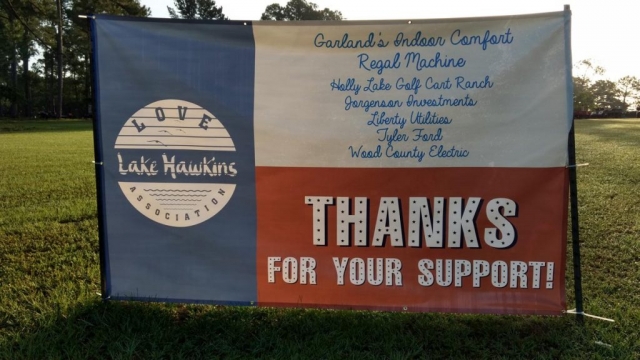 LOVE
Lake Hawkins
ASSOCIATION
Garland's Indoor Comfort
Regal Machine
Holly Lake Golf Cart Ranch
Jorgenson Investments
Liberty Utilities
Tyler Ford
Wood County Electric
THANKS
FOR YOUR SUPPORT!